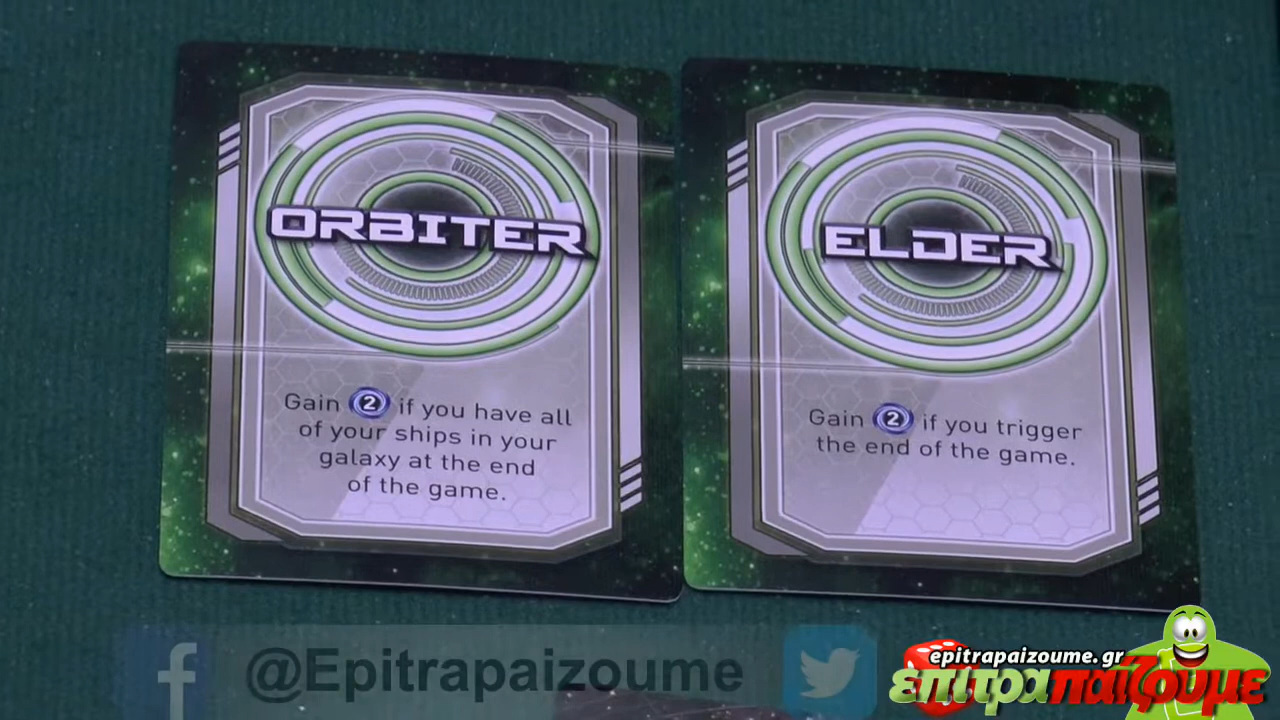 ORBITER
Gain 2 if you have all
of your ships in your
galaxy at the end
of the game.
ELDER
Gain 2 if you trigger
the end of the game.
f @Epitrapaizoume
epitrapaizoume.gr
επιτραπαίζουμε